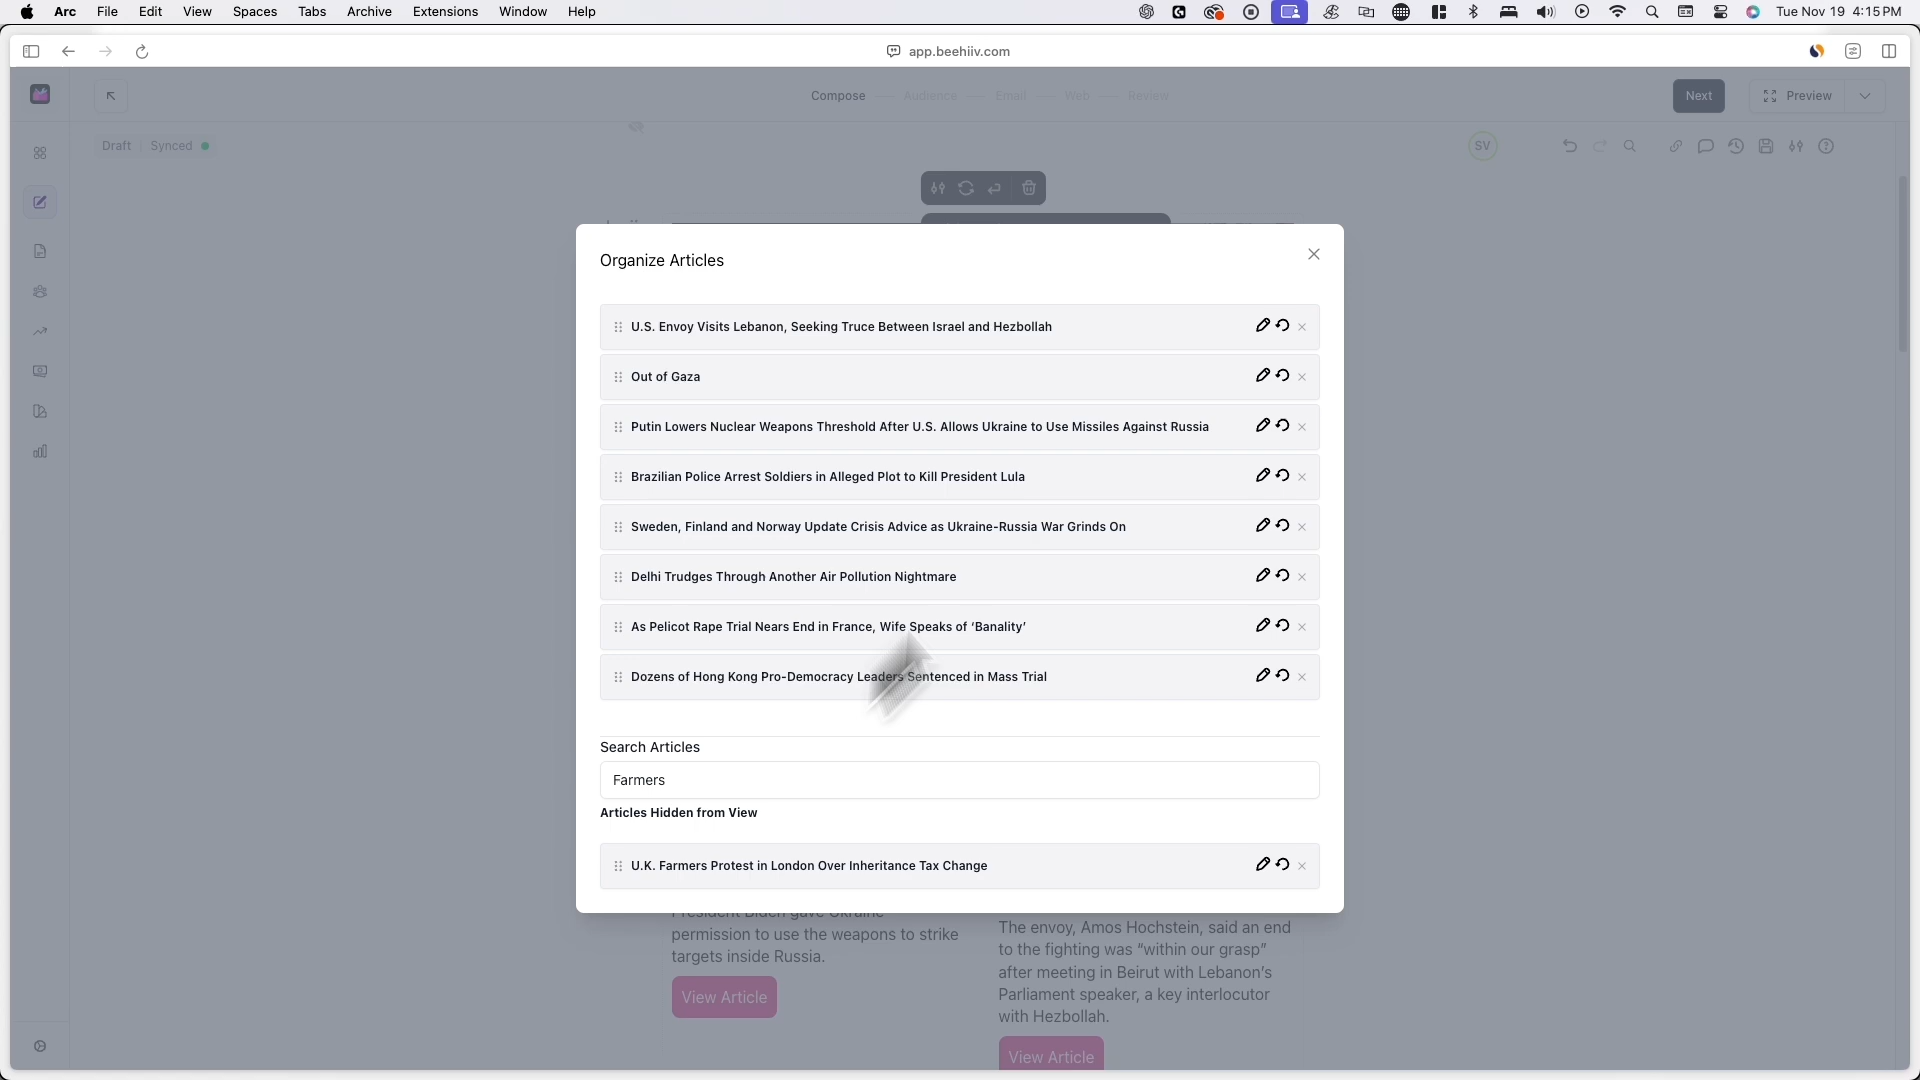 Arc File Edit View Spaces Tabs Archive Extensions Window Help Tue Nov 19 4:15 PM
app.beehiiv.com
Compose Audience Email Web Review Next Preview
Draft Synced SV
Organize Articles
U.S. Envoy Visits Lebanon, Seeking Truce Between Israel and Hezbollah
Out of Gaza
Putin Lowers Nuclear Weapons Threshold After U.S. Allows Ukraine to Use Missiles Against Russia
Brazilian Police Arrest Soldiers in Alleged Plot to Kill President Lula
Sweden, Finland and Norway Update Crisis Advice as Ukraine-Russia War Grinds On
Delhi Trudges Through Another Air Pollution Nightmare
As Pelicot Rape Trial Nears End in France, Wife Speaks of ‘Banality’
Dozens of Hong Kong Pro-Democracy Leaders Sentenced in Mass Trial
Search Articles
Farmers
Articles Hidden from View
U.K. Farmers Protest in London Over Inheritance Tax Change
President Biden gave Ukraine
permission to use the weapons to strike
targets inside Russia.
View Article
The envoy, Amos Hochstein, said an end
to the fighting was “within our grasp”
after meeting in Beirut with Lebanon’s
Parliament speaker, a key interlocutor
with Hezbollah.
View Article